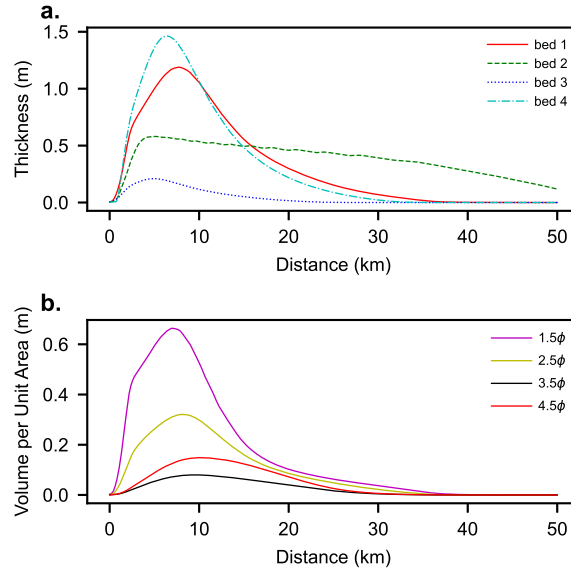 a.
1.5
1.0
0.5
0.0
Thickness (m)
bed 1
bed 2
bed 3
bed 4
0 10 20 30 40 50
Distance (km)
b.
0.6
0.4
0.2
0.0
Volume per Unit Area (m)
1.5ϕ
2.5ϕ
3.5ϕ
4.5ϕ
0 10 20 30 40 50
Distance (km)